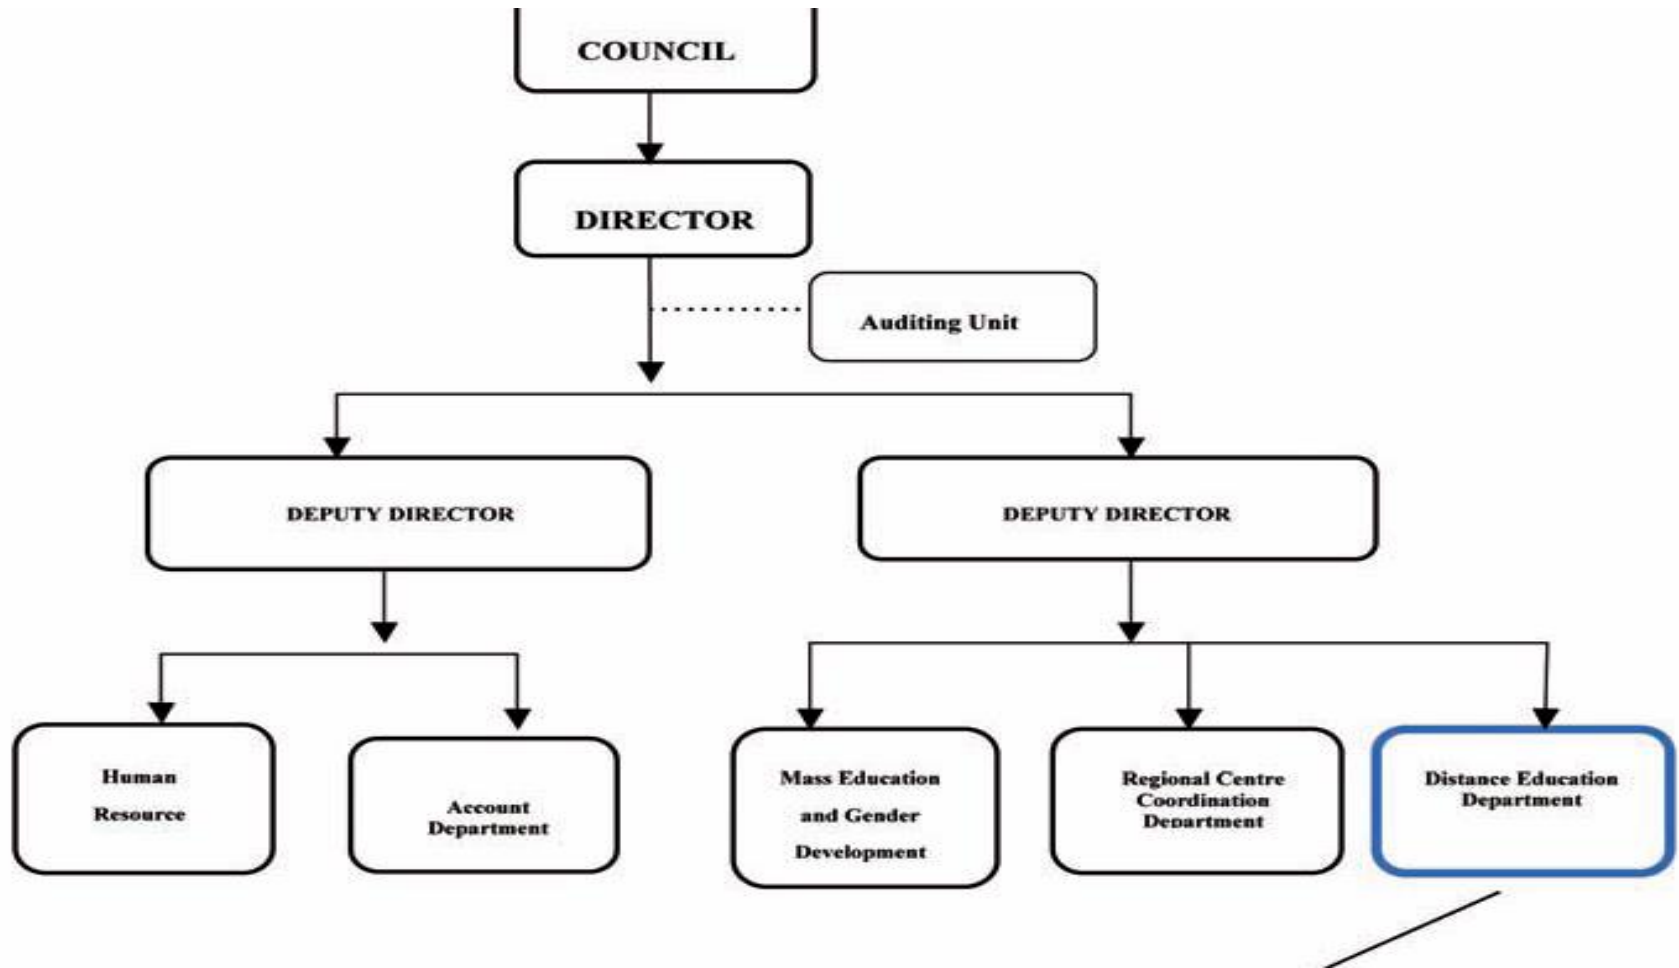 COUNCIL
DIRECTOR
Auditing Unit
DEPUTY DIRECTOR
DEPUTY DIRECTOR
Human
Resource
Account
Department
Mass Education
and Gender
Development
Regional Centre
Coordination
Department
Distance Education
Department